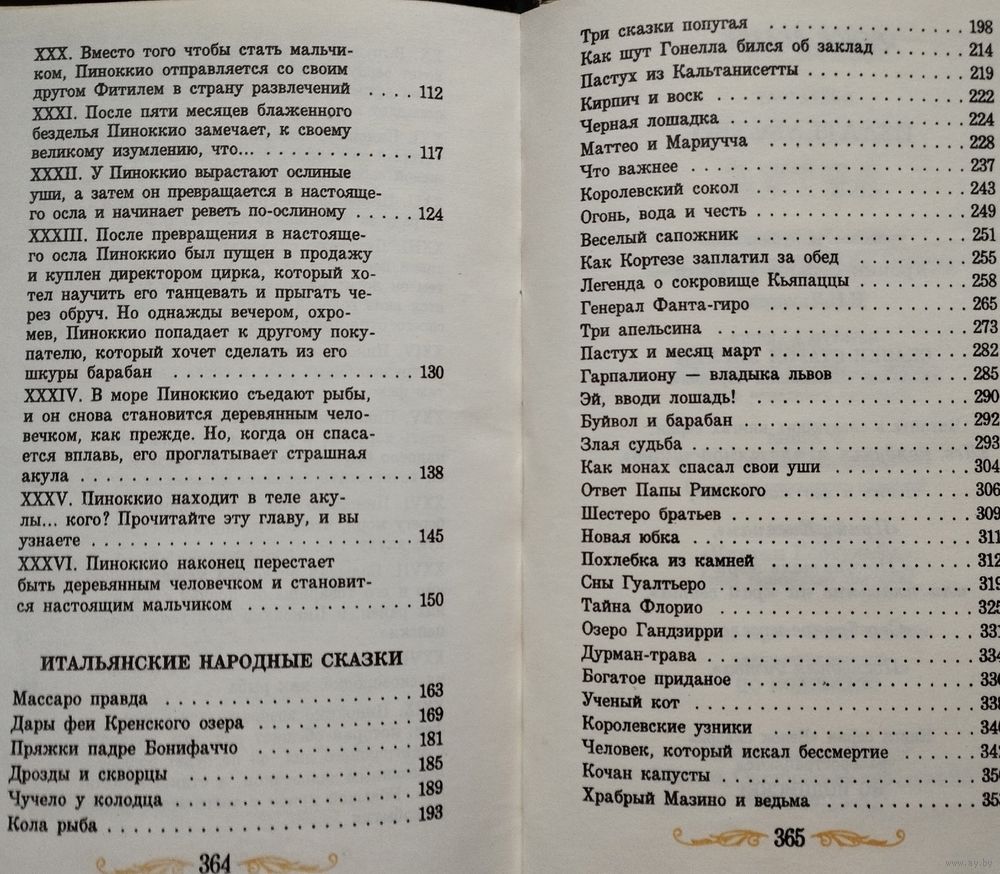 XXX. Вместо того чтобы стать мальчи-
ком, Пиноккио отправляется со своим
другом Фитилем в страну развлечений . . . . 112
XXXI. После пяти месяцев блаженного
безделья Пиноккио замечает, к своему
великому изумлению, что... . . . . . . . . . . . . 117
XXXII. У Пиноккио вырастают ослиные
уши, а затем он превращается в настояще-
го осла и начинает реветь по-ослиному . . . . . 124
XXXIII. После превращения в настояще-
го осла Пиноккио был пущен в продажу
и куплен директором цирка, который хо-
тел научить его танцевать и прыгать че-
рез обруч. Но однажды вечером, охро-
мев, Пиноккио попадает к другому поку-
пателю, который хочет сделать из его
шкуры барабан . . . . . . . . . . . . . . . . . . 130
XXXIV. В море Пиноккио съедают рыбы,
и он снова становится деревянным чело-
вечком, как прежде. Но, когда он спаса-
ется вплавь, его проглатывает страшная
акула . . . . . . . . . . . . . . . . . . . . . . . . 138
XXXV. Пиноккио находит в теле аку-
лы... кого? Прочитайте эту главу, и вы
узнаете . . . . . . . . . . . . . . . . . . . . . . . 145
XXXVI. Пиноккио наконец перестает
быть деревянным человечком и становит-
ся настоящим мальчиком . . . . . . . . . . . . 150
ИТАЛЬЯНСКИЕ НАРОДНЫЕ СКАЗКИ
Массаро правда . . . . . . . . . . . . . . . . . . 163
Дары феи Кренского озера . . . . . . . . . . . 169
Пряжки падре Бонифаччо . . . . . . . . . . . 181
Дрозды и скворцы . . . . . . . . . . . . . . . . 185
Чучело у колодца . . . . . . . . . . . . . . . . . 189
Кола рыба . . . . . . . . . . . . . . . . . . . . . . 193
364
Три сказки попугая . . . . . . . . . . . . . . . 198
Как шут Гонелла бился об заклад . . . . . . 214
Пастух из Кальтанисетты . . . . . . . . . . . . 219
Кирпич и воск . . . . . . . . . . . . . . . . . . 222
Черная лошадка . . . . . . . . . . . . . . . . . 224
Маттео и Мариучча . . . . . . . . . . . . . . . 228
Что важнее . . . . . . . . . . . . . . . . . . . . 237
Королевский сокол . . . . . . . . . . . . . . . 243
Огонь, вода и честь . . . . . . . . . . . . . . . 249
Веселый сапожник . . . . . . . . . . . . . . . 251
Как Кортезе заплатил за обед . . . . . . . . 255
Легенда о сокровище Кьяпаццы . . . . . . . 258
Генерал Фанта-гиро . . . . . . . . . . . . . . . 265
Три апельсина . . . . . . . . . . . . . . . . . . 273
Пастух и месяц март . . . . . . . . . . . . . . 282
Гарпалиону — владыка львов . . . . . . . . . 285
Эй, вводи лошадь! . . . . . . . . . . . . . . . 290
Буйвол и барабан . . . . . . . . . . . . . . . . 292
Злая судьба . . . . . . . . . . . . . . . . . . . . 293
Как монах спасал свои уши . . . . . . . . . . 304
Ответ Папы Римского . . . . . . . . . . . . . 306
Шестеро братьев . . . . . . . . . . . . . . . . . 309
Новая юбка . . . . . . . . . . . . . . . . . . . . 311
Похлебка из камней . . . . . . . . . . . . . . 312
Сны Гуалтьеро . . . . . . . . . . . . . . . . . . 319
Тайна Флорио . . . . . . . . . . . . . . . . . . 325
Озеро Гандзирри . . . . . . . . . . . . . . . . . 331
Дурман-трава . . . . . . . . . . . . . . . . . . . 334
Богатое приданое . . . . . . . . . . . . . . . .
Ученый кот . . . . . . . . . . . . . . . . . . . .
Королевские узники . . . . . . . . . . . . . .
Человек, который искал бессмертие . . . . .
Кочан капусты . . . . . . . . . . . . . . . . . .
Храбрый Мазино и ведьма . . . . . . . . . . .
365
www.ay.by